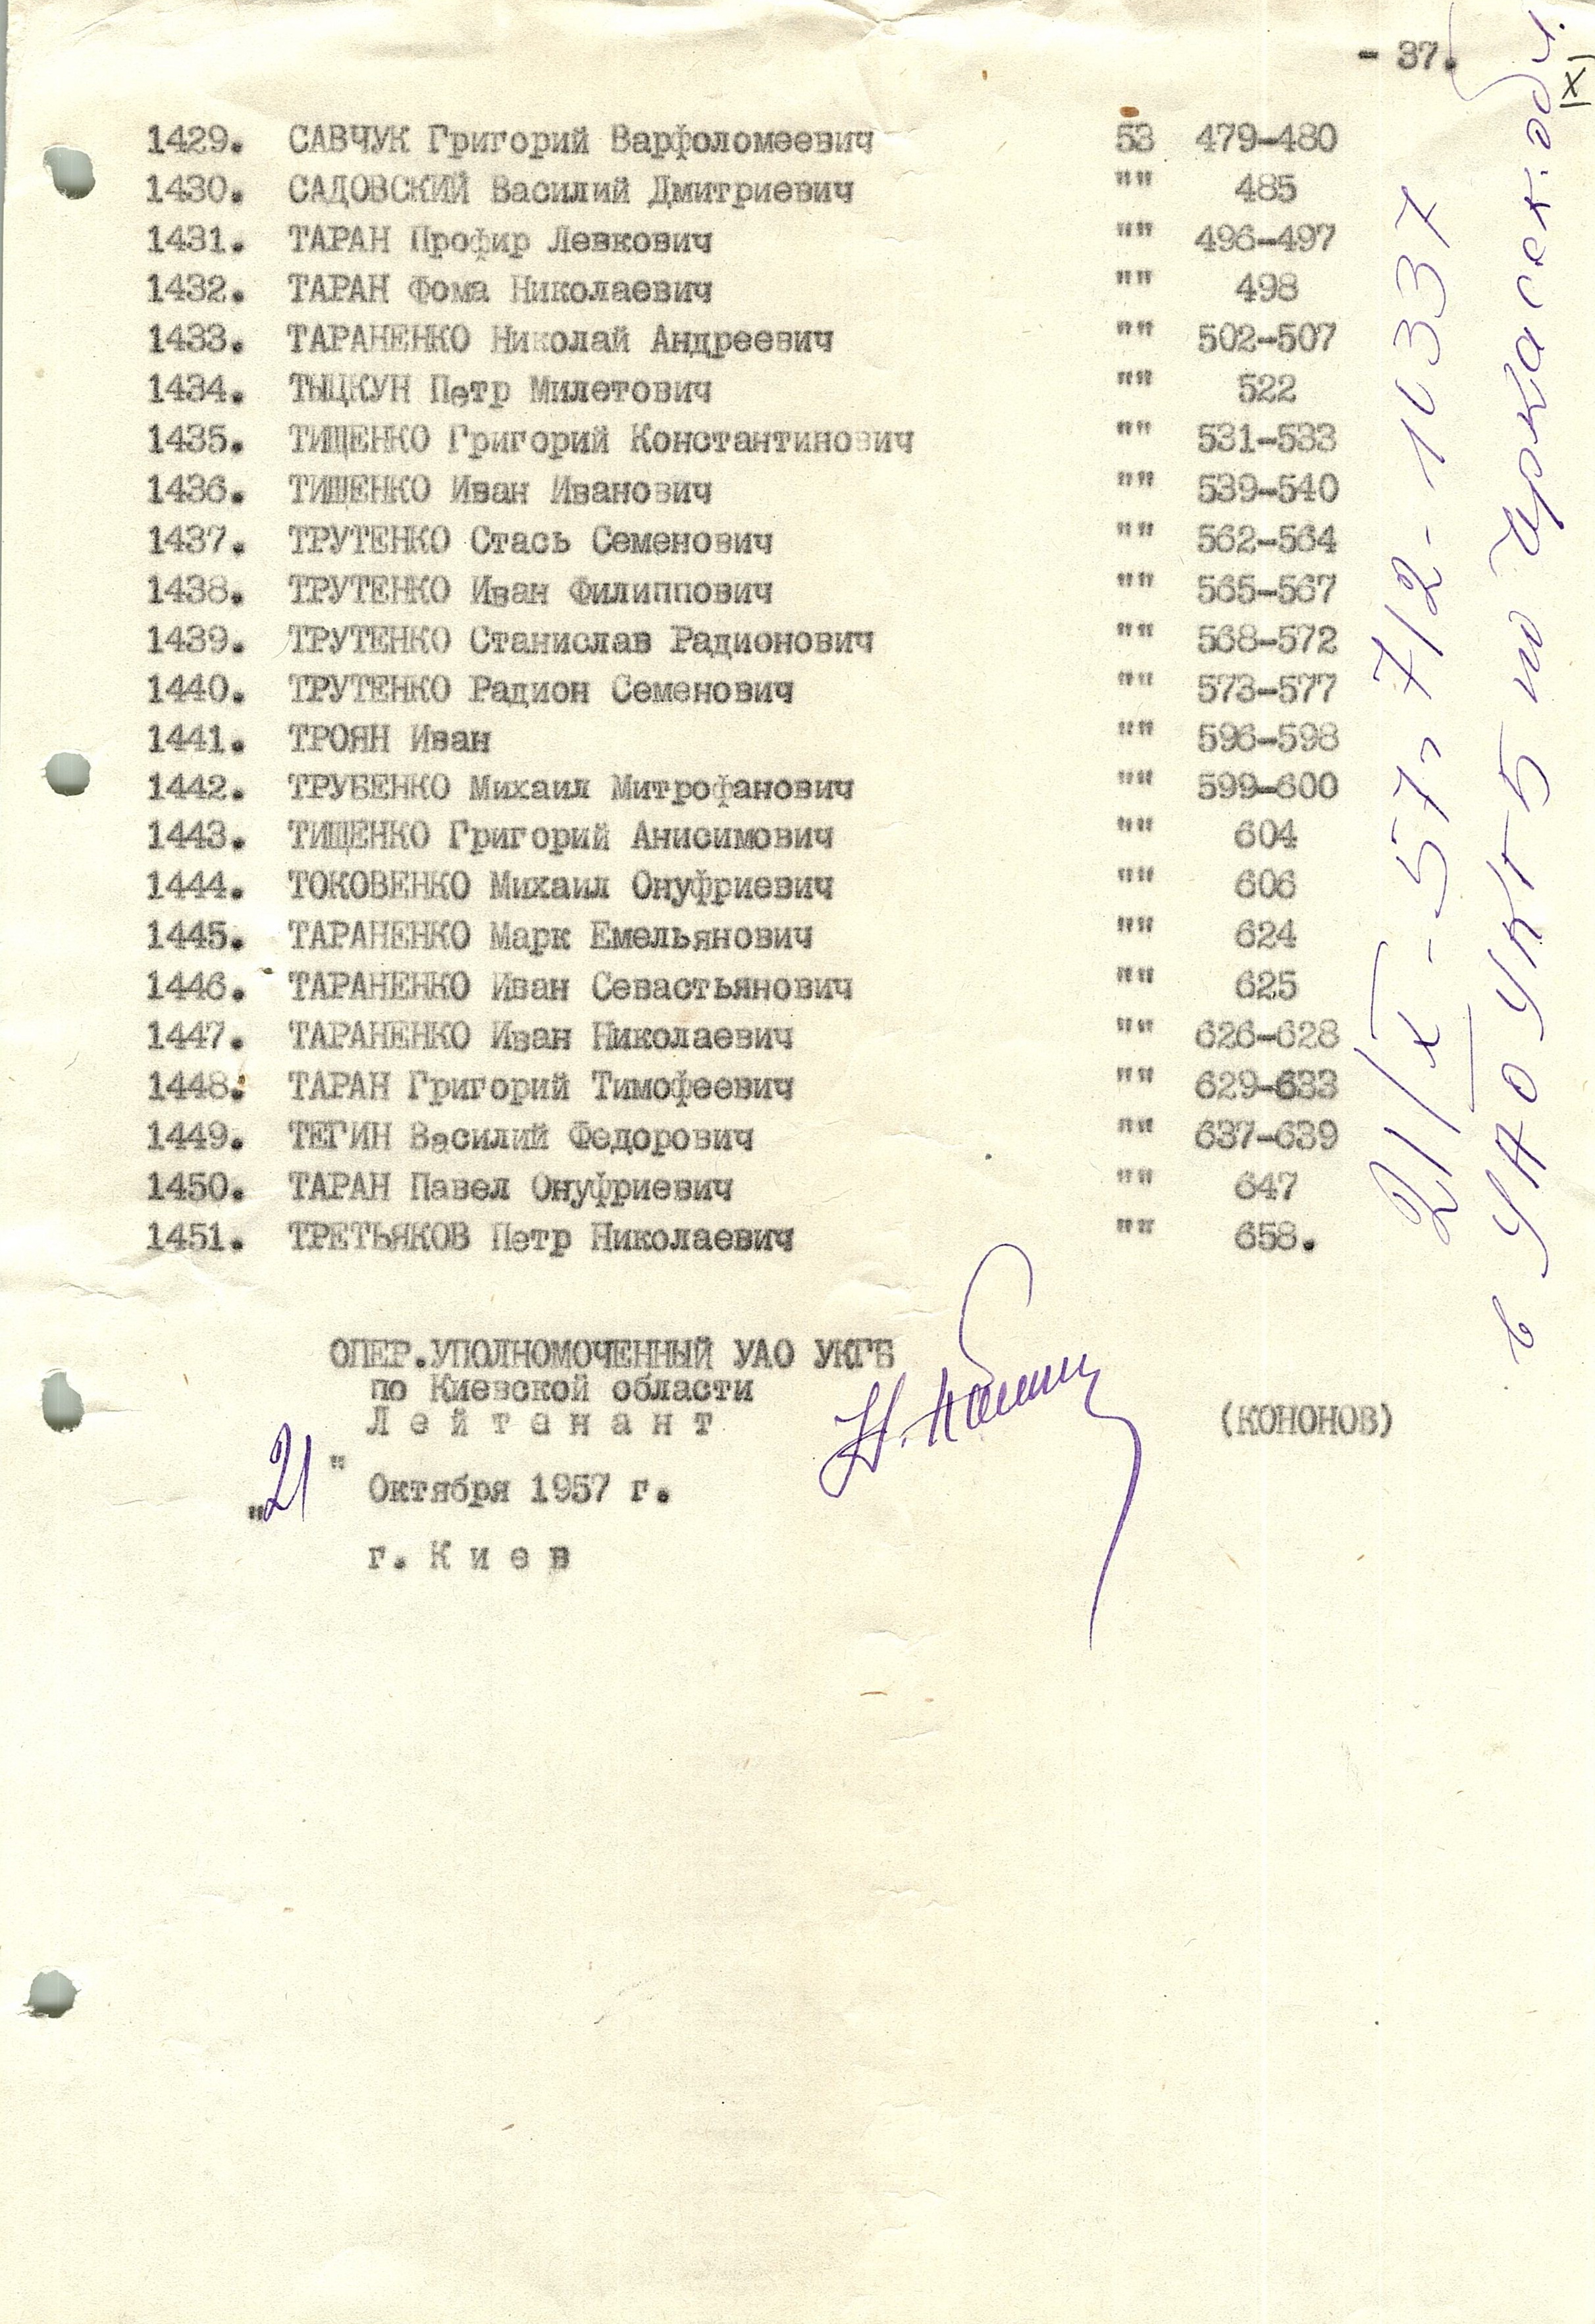 - 37.
1429. САВЧУК Григорий Варфоломеевич 53 479-480
1430. САДОВСКИЙ Василий Дмитриевич "" 485
1431. ТАРАН Профир Левкович "" 496-497
1432. ТАРАН Фома Николаевич "" 498
1433. ТАРАНЕНКО Николай Андреевич "" 502-507
1434. ТЫЦКУН Петр Милетович "" 522
1435. ТИЩЕНКО Григорий Константинович "" 531-533
1436. ТИШЕНКО Иван Иванович "" 539-540
1437. ТРУТЕНКО Стась Семенович "" 562-564
1438. ТРУТЕНКО Иван Филиппович "" 565-567
1439. ТРУТЕНКО Станислав Радионович "" 568-572
1440. ТРУТЕНКО Радион Семенович "" 573-577
1441. ТРОЯН Иван "" 596-598
1442. ТРУБЕНКО Михаил Митрофанович "" 599-600
1443. ТИЩЕНКО Григорий Анисимович "" 604
1444. ТОКОВЕНКО Михаил Онуфриевич "" 606
1445. ТАРАНЕНКО Марк Емельянович "" 624
1446. ТАРАНЕНКО Иван Севастьянович "" 625
1447. ТАРАНЕНКО Иван Николаевич "" 626-628
1448. ТАРАН Григорий Тимофеевич "" 629-633
1449. ТЕГИН Василий Федорович "" 637-639
1450. ТАРАН Павел Онуфриевич "" 647
1451. ТРЕТЬЯКОВ Петр Николаевич "" 658.
ОПЕР.УПОЛНОМОЧЕННЫЙ УАО УКГБ
по Киевской области
Лейтенант (КОНОНОВ)
"21" Октября 1957 г.
г. Киев
21/X-57г 7/2-10337
в УАО УКГБ по Черкасск. обл.